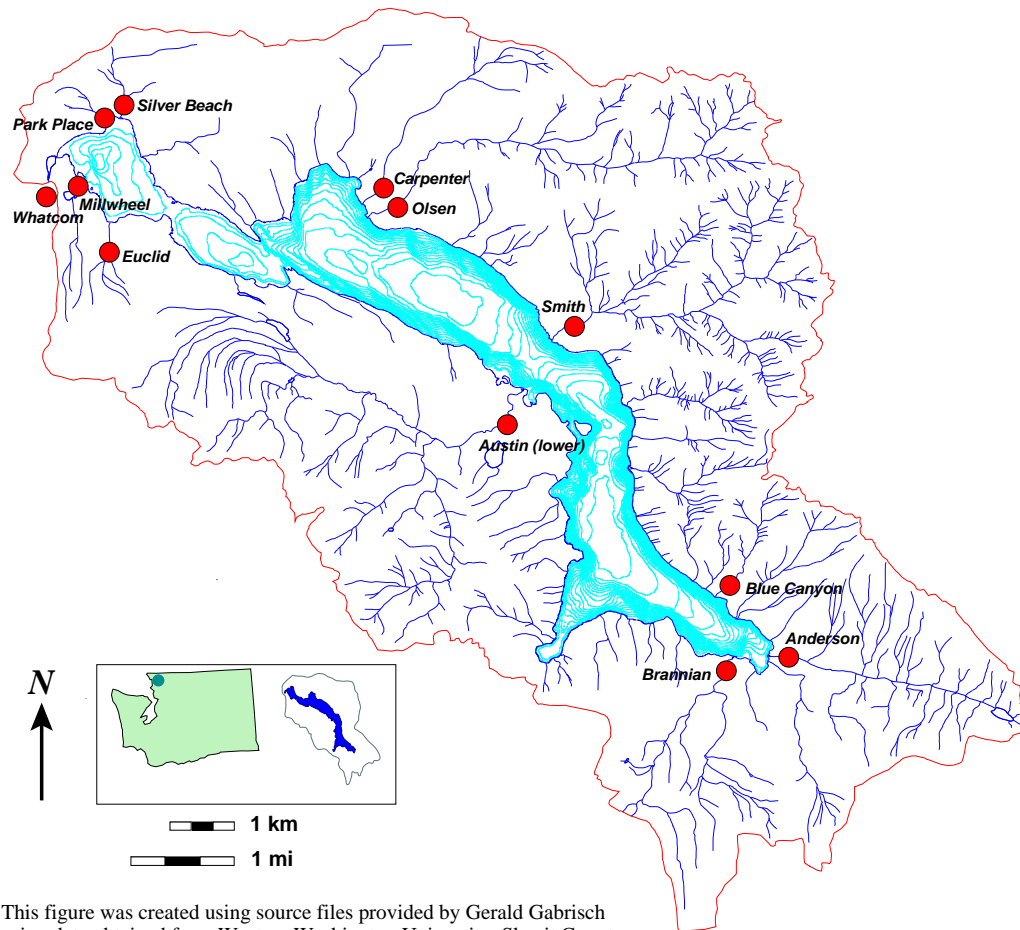 Silver Beach
Park Place
Carpenter
Millwheel
Olsen
Whatcom
Euclid
Smith
Austin (lower)
Blue Canyon
Anderson
Brannian
N
1 km
1 mi
This figure was created using source files provided by Gerald Gabrisch